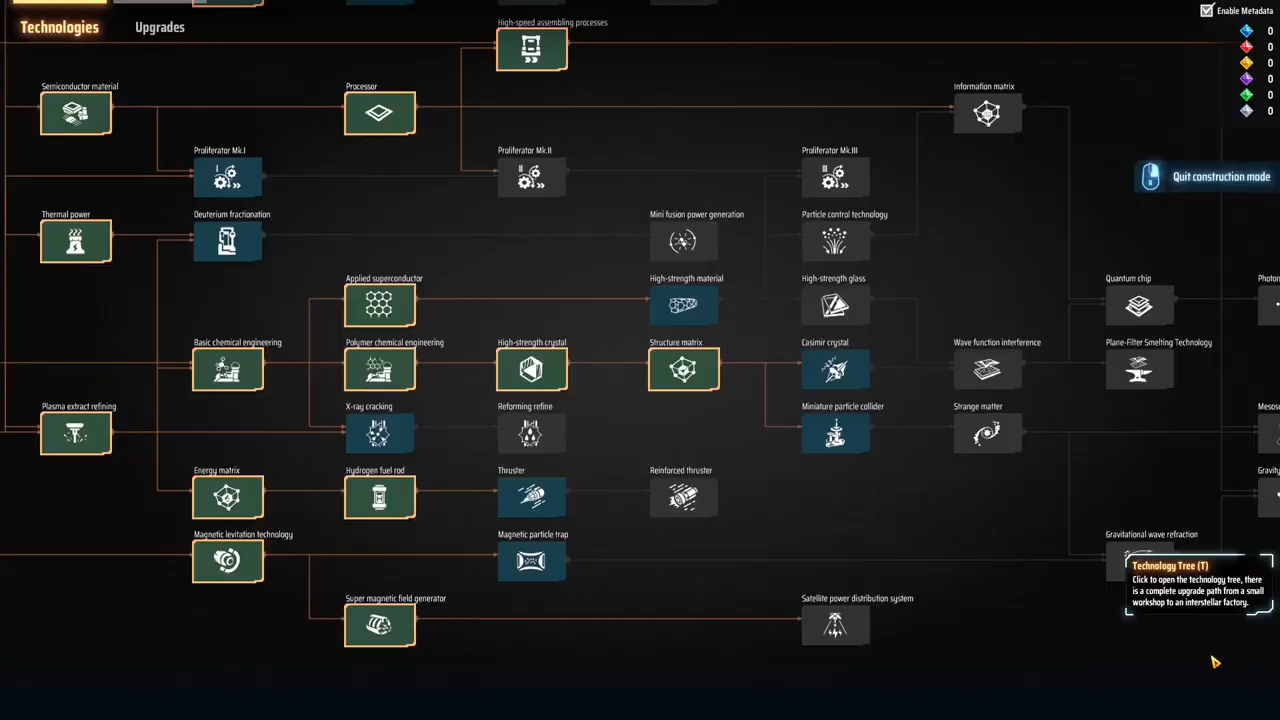 Technologies
Upgrades
Enable Metadata
0
0
0
0
0
0
High-speed assembling processes
Semiconductor material
Processor
Information matrix
Proliferator Mk.I
Proliferator Mk.II
Proliferator Mk.III
I
II
III
Quit construction mode
R
Thermal power
Deuterium fractionation
Mini fusion power generation
Particle control technology
Applied superconductor
High-strength material
High-strength glass
Quantum chip
Photon
Basic chemical engineering
Polymer chemical engineering
High-strength crystal
Structure matrix
Casimir crystal
Wave function interference
Plane-Filter Smelting Technology
Plasma extract refining
X-ray cracking
Reforming refine
Miniature particle collider
Strange matter
Mesos
Energy matrix
Hydrogen fuel rod
Thruster
Reinforced thruster
Gravity
Magnetic levitation technology
Magnetic particle trap
Gravitational wave refraction
Technology Tree (T)
Click to open the technology tree, there
is a complete upgrade path from a small
workshop to an interstellar factory.
Super magnetic field generator
Satellite power distribution system